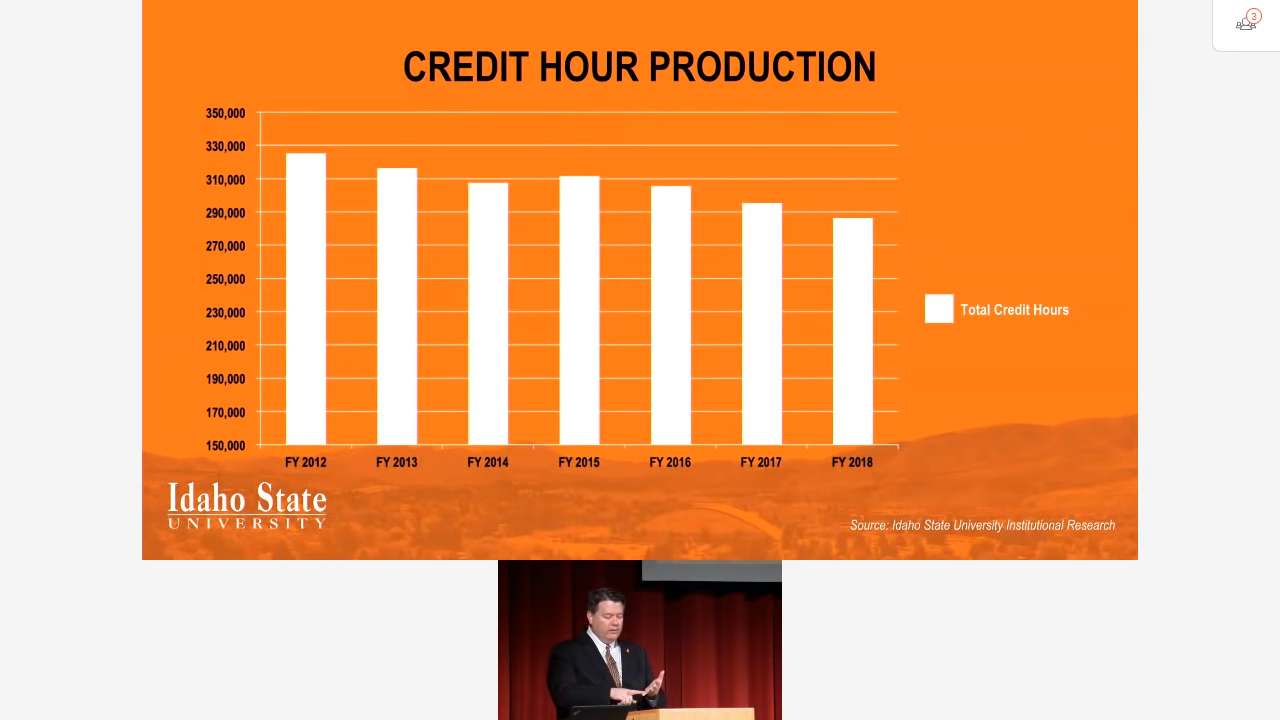 3
CREDIT HOUR PRODUCTION
350,000
330,000
310,000
290,000
270,000
250,000
230,000
210,000
190,000
170,000
150,000
FY 2012 FY 2013 FY 2014 FY 2015 FY 2016 FY 2017 FY 2018
Total Credit Hours
Idaho State
UNIVERSITY
Source: Idaho State University Institutional Research